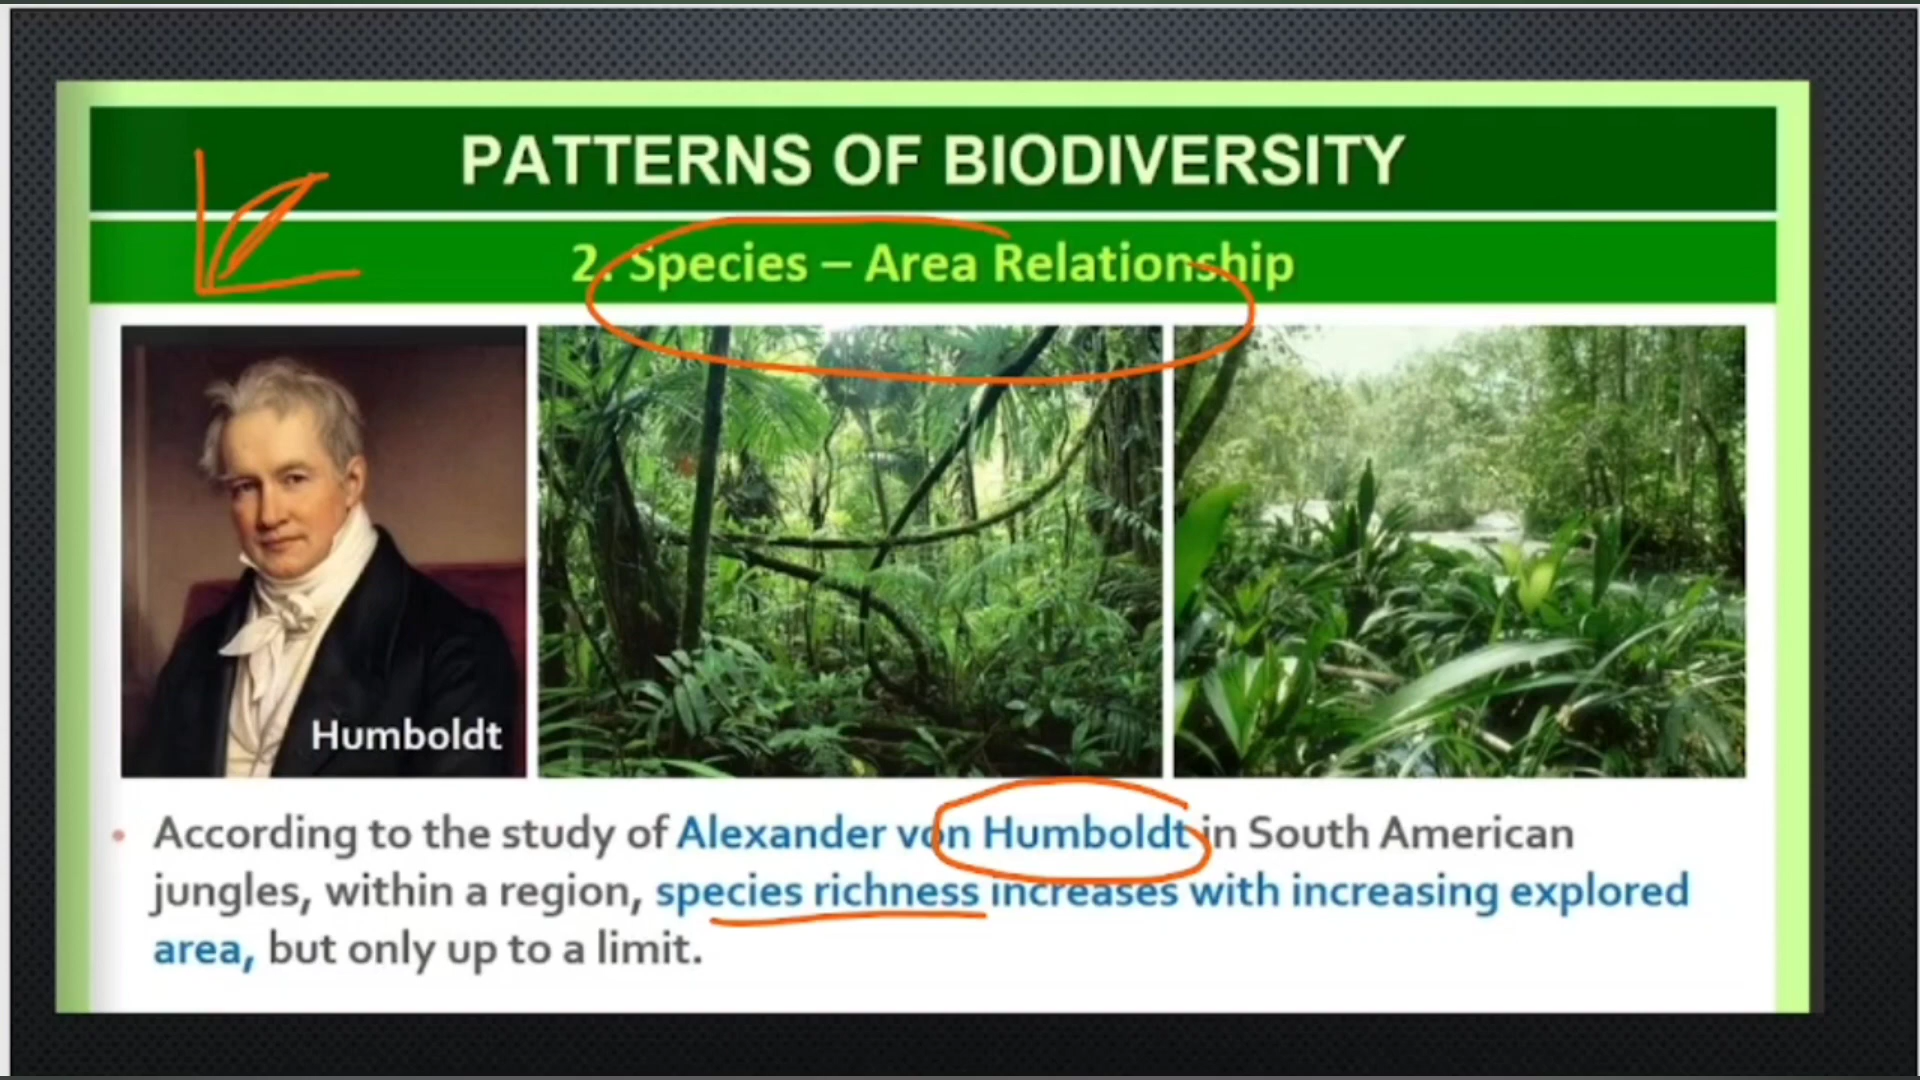 PATTERNS OF BIODIVERSITY
2. Species – Area Relationship
Humboldt
• According to the study of Alexander von Humboldt in South American
jungles, within a region, species richness increases with increasing explored
area, but only up to a limit.